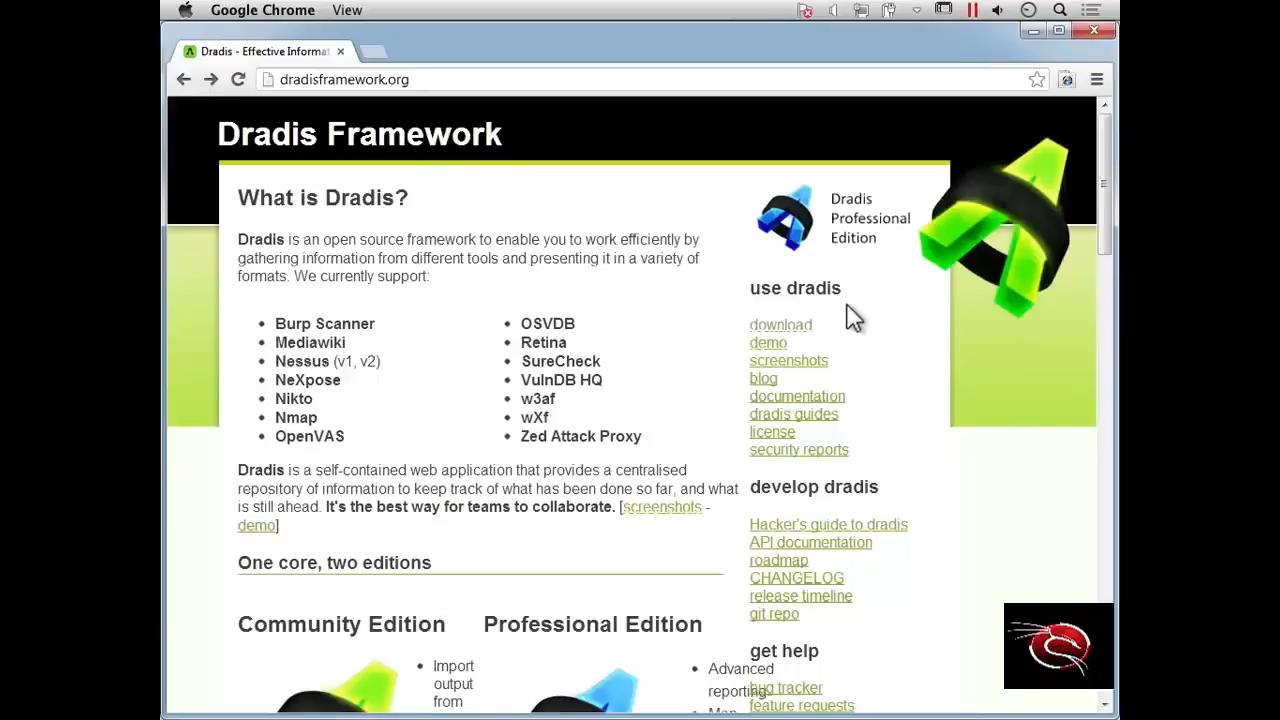 Google Chrome View
Dradis - Effective Informat
dradisframework.org
Dradis Framework
What is Dradis?
Dradis is an open source framework to enable you to work efficiently by
gathering information from different tools and presenting it in a variety of
formats. We currently support:
• Burp Scanner
• Mediawiki
• Nessus (v1, v2)
• NeXpose
• Nikto
• Nmap
• OpenVAS
• OSVDB
• Retina
• SureCheck
• VulnDB HQ
• w3af
• wXf
• Zed Attack Proxy
Dradis is a self-contained web application that provides a centralised
repository of information to keep track of what has been done so far, and what
is still ahead. It's the best way for teams to collaborate. [screenshots -
demo]
One core, two editions
Community Edition
• Import
output
from
Professional Edition
• Advanced
reporting.
Dradis
Professional
Edition
use dradis
download
demo
screenshots
blog
documentation
dradis guides
license
security reports
develop dradis
Hacker's guide to dradis
API documentation
roadmap
CHANGELOG
release timeline
git repo
get help
bug tracker
feature requests